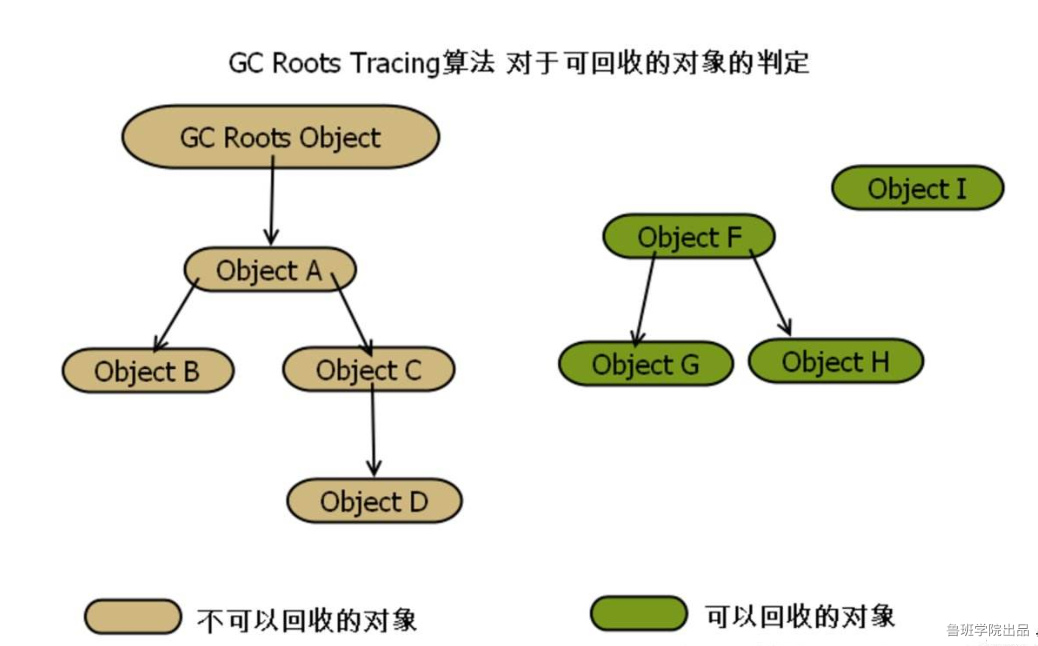 GC Roots Tracing算法 对于可回收的对象的判定
GC Roots Object
Object I
Object F
Object A
Object G
Object H
Object B
Object C
Object D
不可以回收的对象
可以回收的对象
鲁班学院出品